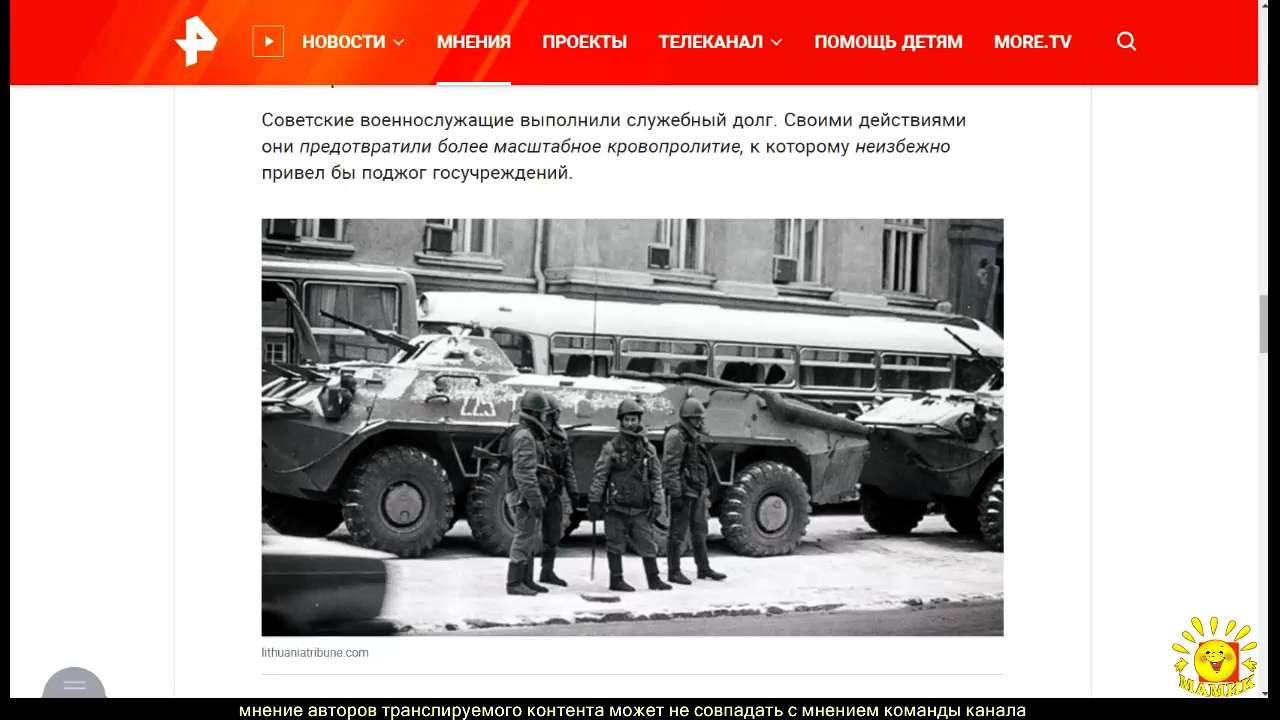 НОВОСТИ МНЕНИЯ ПРОЕКТЫ ТЕЛЕКАНАЛ ПОМОЩЬ ДЕТЯМ MORE.TV
Советские военнослужащие выполнили служебный долг. Своими действиями
они предотвратили более масштабное кровопролитие, к которому неизбежно
привел бы поджог госучреждений.
225
lithuaniatribune.com
МАМИК
мнение авторов транслируемого контента может не совпадать с мнением команды канала